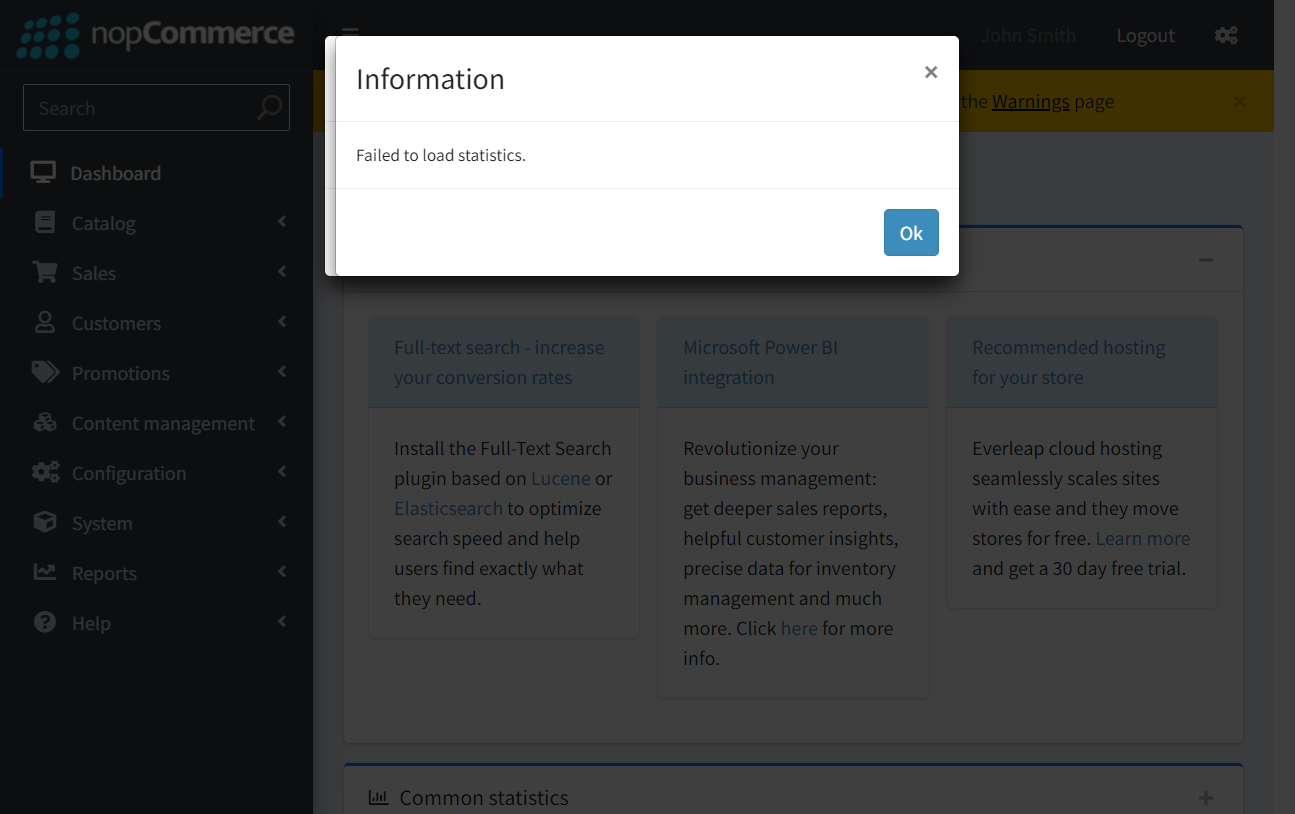 nopCommerce
John Smith
Logout
Search
the Warnings page
×
Information
×
Failed to load statistics.
Ok
Dashboard
Catalog
Sales
Customers
Promotions
Content management
Configuration
System
Reports
Help
Full-text search - increase
your conversion rates
Install the Full-Text Search
plugin based on Lucene or
Elasticsearch to optimize
search speed and help
users find exactly what
they need.
Microsoft Power BI
integration
Revolutionize your
business management:
get deeper sales reports,
helpful customer insights,
precise data for inventory
management and much
more. Click here for more
info.
Recommended hosting
for your store
Everleap cloud hosting
seamlessly scales sites
with ease and they move
stores for free. Learn more
and get a 30 day free trial.
Common statistics